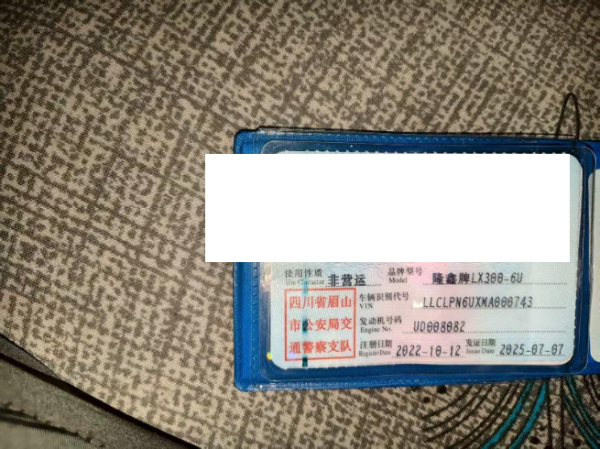 使用性质 非营运 品牌型号 隆鑫牌LX300-6U
Use Character Model
四川省眉山
市公安局交
通警察支队
车辆识别代号 LLCLPN6UXMA000743
VIN
发动机号码 UD008082
Engine No.
注册日期 2022-10-12 发证日期 2025-07-07
Register Date Issue Date